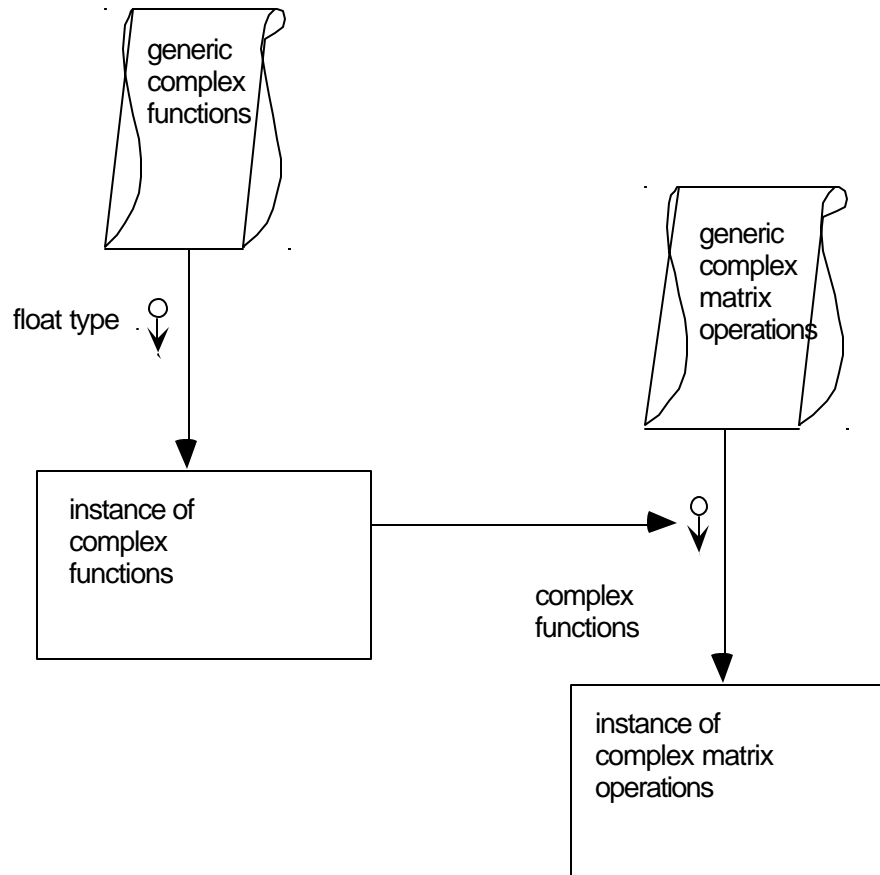 generic
complex
functions
generic
complex
matrix
operations
float type
instance of
complex
functions
complex
functions
instance of
complex matrix
operations